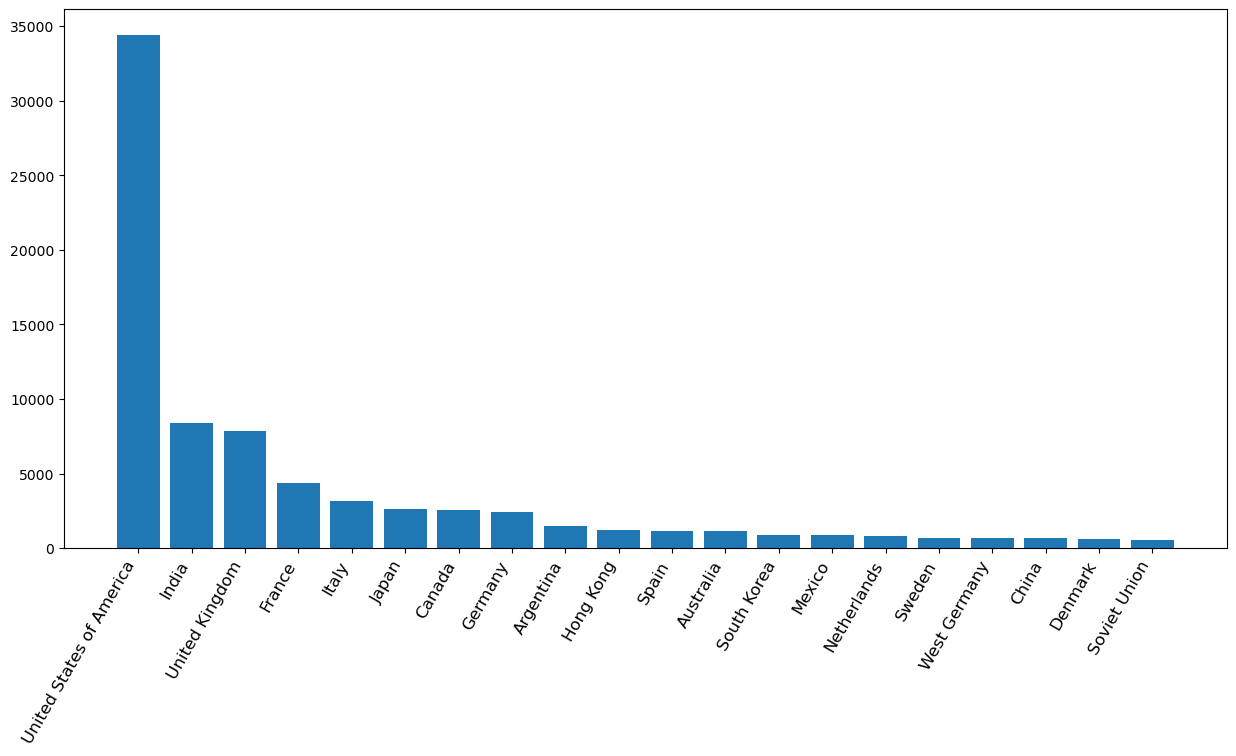 35000
30000
25000
20000
15000
10000
5000
0
United States of America
India
United Kingdom
France
Italy
Japan
Canada
Germany
Argentina
Hong Kong
Spain
Australia
South Korea
Mexico
Netherlands
Sweden
West Germany
China
Denmark
Soviet Union